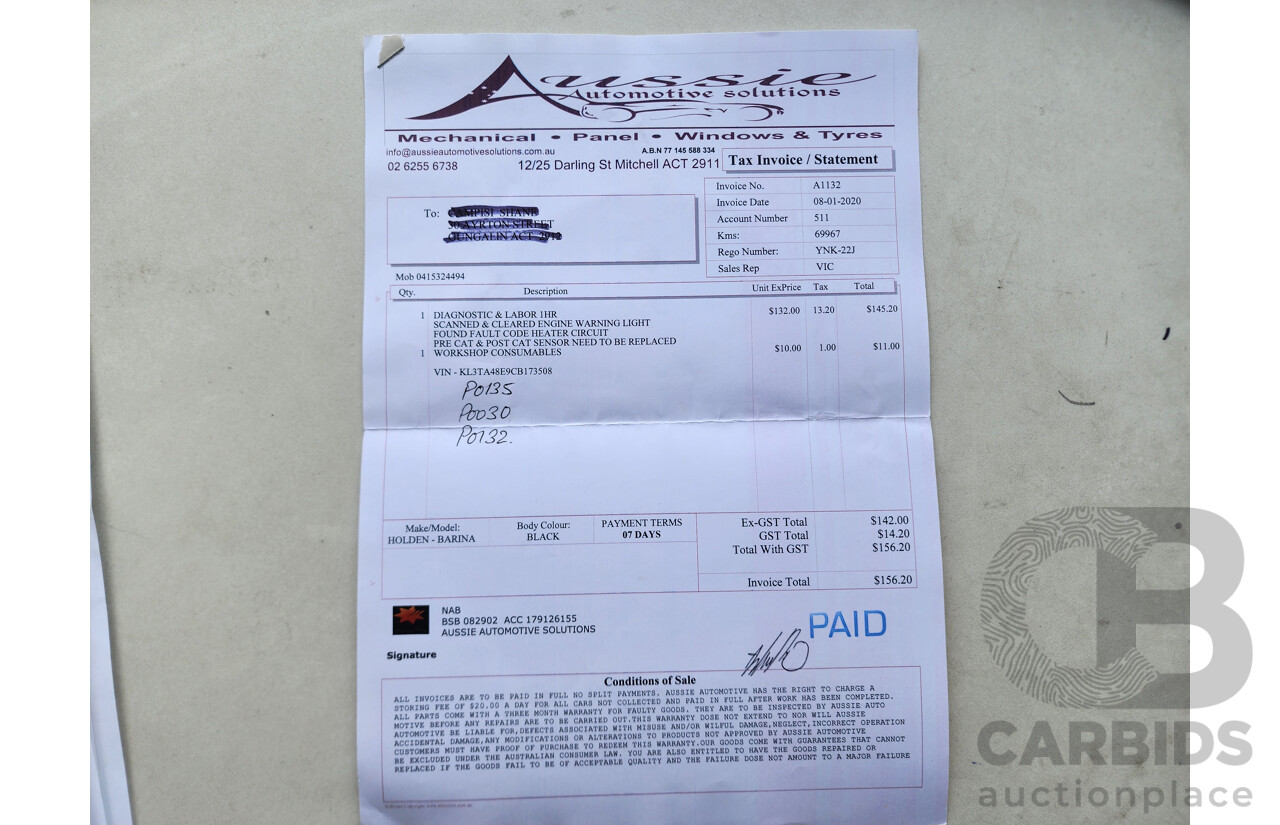 Aussie
Automotive solutions
Mechanical • Panel • Windows & Tyres
info@aussieautomotivesolutions.com.au
A.B.N 77 145 588 334
02 6255 6738
12/25 Darling St Mitchell ACT 2911
Tax Invoice / Statement
Invoice No. A1132
Invoice Date 08-01-2020
Account Number 511
Kms: 69967
Rego Number: YNK-22J
Sales Rep VIC
To:
Mob 0415324494
Qty. Description Unit ExPrice Tax Total
1 DIAGNOSTIC & LABOR 1HR $132.00 13.20 $145.20
SCANNED & CLEARED ENGINE WARNING LIGHT
FOUND FAULT CODE HEATER CIRCUIT
PRE CAT & POST CAT SENSOR NEED TO BE REPLACED
1 WORKSHOP CONSUMABLES $10.00 1.00 $11.00
VIN - KL3TA48E9CB173508
P0135
P0030
P0132.
Make/Model:
HOLDEN - BARINA
Body Colour:
BLACK
PAYMENT TERMS
07 DAYS
Ex-GST Total $142.00
GST Total $14.20
Total With GST $156.20
Invoice Total $156.20
NAB
BSB 082902 ACC 179126155
AUSSIE AUTOMOTIVE SOLUTIONS
PAID
Signature
Conditions of Sale
ALL INVOICES ARE TO BE PAID IN FULL NO SPLIT PAYMENTS. AUSSIE AUTOMOTIVE HAS THE RIGHT TO CHARGE A
STORING FEE OF $20.00 A DAY FOR ALL CARS NOT COLLECTED AND PAID IN FULL AFTER WORK HAS BEEN COMPLETED.
ALL PARTS COME WITH A THREE MONTH WARRANTY FOR FAULTY GOODS. THEY ARE TO BE INSPECTED BY AUSSIE AUTO
MOTIVE BEFORE ANY REPAIRS ARE TO BE CARRIED OUT.THIS WARRANTY DOSE NOT EXTEND TO NOR WILL AUSSIE
AUTOMOTIVE BE LIABLE FOR,DEFECTS ASSOCIATED WITH MISUSE AND/OR WILFUL DAMAGE,NEGLECT,INCORRECT OPERATION
ACCIDENTAL DAMAGE,ANY MODIFICATIONS OR ALTERATIONS TO PRODUCTS NOT APPROVED BY AUSSIE AUTOMOTIVE
CUSTOMERS MUST HAVE PROOF OF PURCHASE TO REDEEM THIS WARRANTY.OUR GOODS COME WITH GUARANTEES THAT CANNOT
BE EXCLUDED UNDER THE AUSTRALIAN CONSUMER LAW. YOU ARE ALSO ENTITLED TO HAVE THE GOODS REPAIRED OR
REPLACED IF THE GOODS FAIL TO BE OF ACCEPTABLE QUALITY AND THE FAILURE DOSE NOT AMOUNT TO A MAJOR FAILURE
CB
CARBIDS
auctionplace